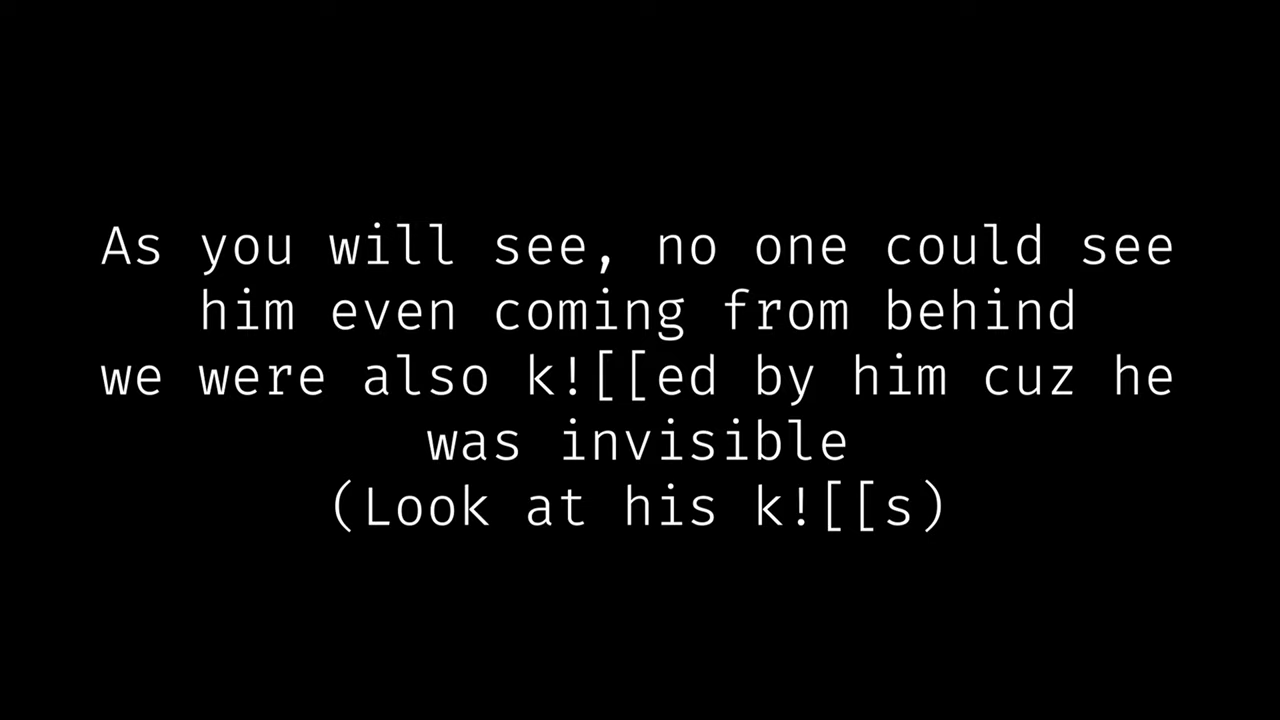 As you will see, no one could see
him even coming from behind
we were also k![[ed by him cuz he
was invisible
(Look at his k![[s)